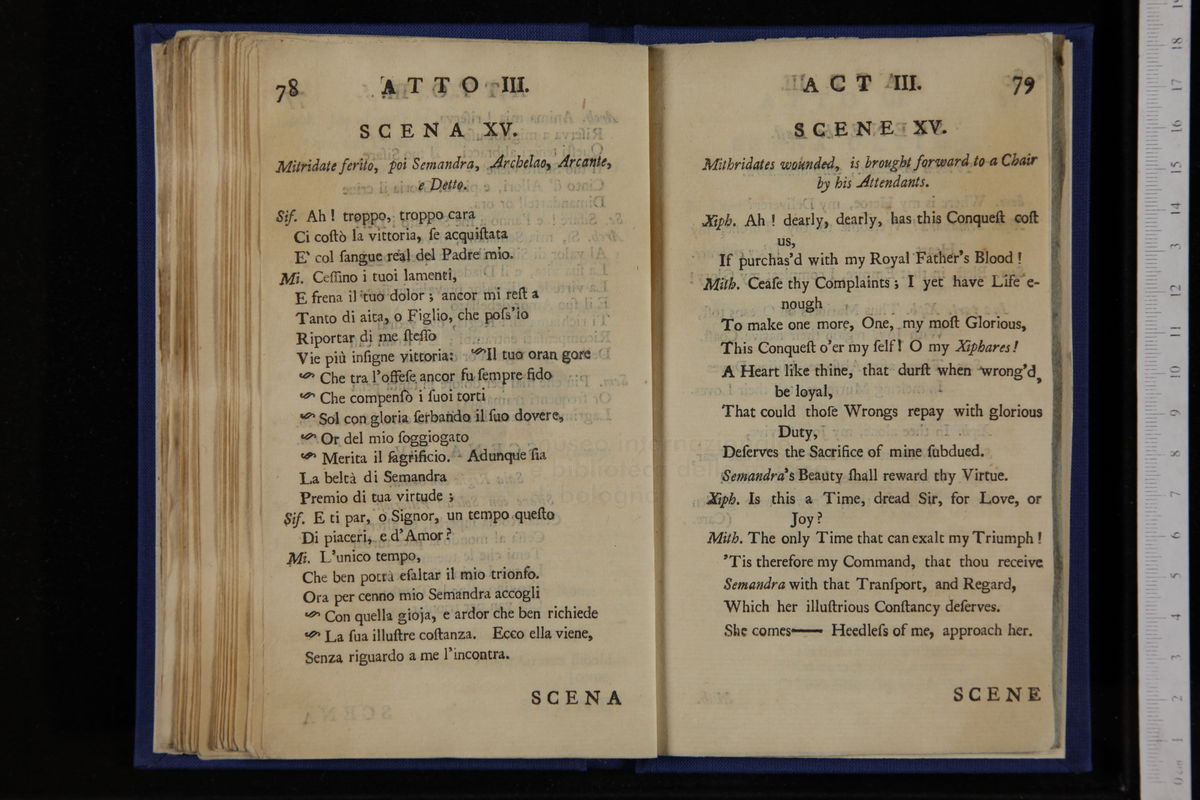 78 ATTO III.
SCENA XV.
Mitridate ferito, poi Semandra, Archelao, Arcante,
e Detto.
Sif. Ah! troppo, troppo cara
Ci coſtò la vittoria, ſe acquiſtata
E' col ſangue real del Padre mio.
Mi. Ceſſino i tuoi lamenti,
E frena il tuo dolor; ancor mi reſta
Tanto di aita, o Figlio, che poſs'io
Riportar di me ſteſſo
Vie più inſigne vittoria: Il tuo oran gore
Che tra l'offeſe ancor fu ſempre fido
Che compenſò i ſuoi torti
Sol con gloria ſerbando il ſuo dovere,
Or del mio ſoggiogato
Merita il ſagrificio. Adunque ſia
La beltà di Semandra
Premio di tua virtude;
Sif. E ti par, o Signor, un tempo queſto
Di piaceri, e d'Amor?
Mi. L'unico tempo,
Che ben potrà eſaltar il mio trionfo.
Ora per cenno mio Semandra accogli
Con quella gioja, e ardor che ben richiede
La ſua illuſtre coſtanza. Ecco ella viene,
Senza riguardo a me l'incontra.
SCENA
ACT III. 79
SCENE XV.
Mithridates wounded, is brought forward to a Chair
by his Attendants.
Xiph. Ah! dearly, dearly, has this Conqueſt coſt
us,
If purchas'd with my Royal Father's Blood!
Mith. Ceaſe thy Complaints; I yet have Life e-
nough
To make one more, One, my moſt Glorious,
This Conqueſt o'er my ſelf! O my Xiphares!
A Heart like thine, that durſt when wrong'd,
be loyal,
That could thoſe Wrongs repay with glorious
Duty,
Deſerves the Sacrifice of mine ſubdued.
Semandra's Beauty ſhall reward thy Virtue.
Xiph. Is this a Time, dread Sir, for Love, or
Joy? (Care.
Mith. The only Time that can exalt my Triumph!
'Tis therefore my Command, that thou receive
Semandra with that Tranſport, and Regard,
Which her illuſtrious Conſtancy deſerves.
She comes—— Heedleſs of me, approach her.
SCENE